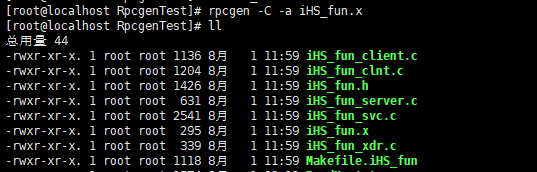 [root@localhost RpcgenTest]# rpcgen -C -a iHS_fun.x
[root@localhost RpcgenTest]# ll
总用量 44
-rwxr-xr-x. 1 root root 1136 8月 1 11:59 iHS_fun_client.c
-rwxr-xr-x. 1 root root 1204 8月 1 11:59 iHS_fun_clnt.c
-rwxr-xr-x. 1 root root 1426 8月 1 11:59 iHS_fun.h
-rwxr-xr-x. 1 root root 631 8月 1 11:59 iHS_fun_server.c
-rwxr-xr-x. 1 root root 2541 8月 1 11:59 iHS_fun_svc.c
-rwxr-xr-x. 1 root root 295 8月 1 11:59 iHS_fun.x
-rwxr-xr-x. 1 root root 339 8月 1 11:59 iHS_fun_xdr.c
-rwxr-xr-x. 1 root root 1118 8月 1 11:59 Makefile.iHS_fun